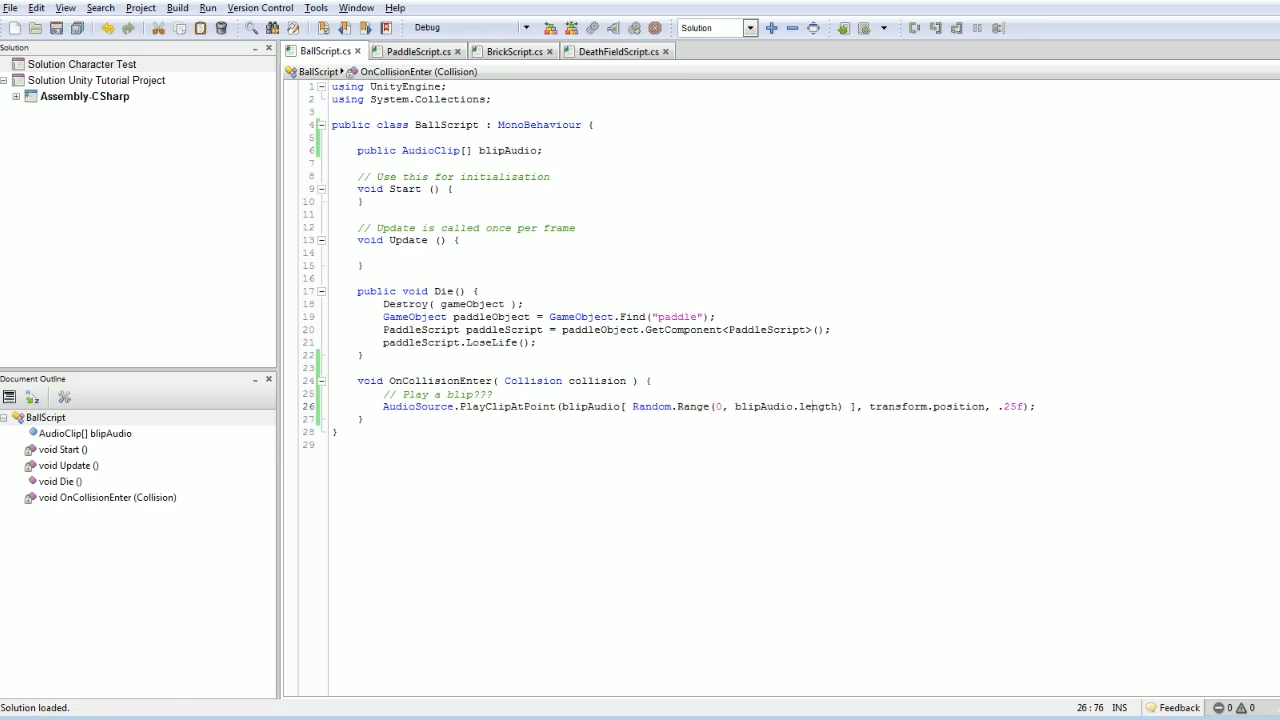 File Edit View Search Project Build Run Version Control Tools Window Help
Debug
Solution
Solution
BallScript.cs
PaddleScript.cs
BrickScript.cs
DeathFieldScript.cs
Solution Character Test
Solution Unity Tutorial Project
Assembly-CSharp
BallScript
OnCollisionEnter (Collision)
1 using UnityEngine;
2 using System.Collections;
3
4 public class BallScript : MonoBehaviour {
5
6 public AudioClip[] blipAudio;
7
8 // Use this for initialization
9 void Start () {
10 }
11
12 // Update is called once per frame
13 void Update () {
14
15 }
16
17 public void Die() {
18 Destroy( gameObject );
19 GameObject paddleObject = GameObject.Find("paddle");
20 PaddleScript paddleScript = paddleObject.GetComponent<PaddleScript>();
21 paddleScript.LoseLife();
22 }
23
24 void OnCollisionEnter( Collision collision ) {
25 // Play a blip???
26 AudioSource.PlayClipAtPoint(blipAudio[ Random.Range(0, blipAudio.length) ], transform.position, .25f);
27 }
28 }
29
Document Outline
BallScript
AudioClip[] blipAudio
void Start ()
void Update ()
void Die ()
void OnCollisionEnter (Collision)
Solution loaded.
26 : 76 INS
Feedback
0
0